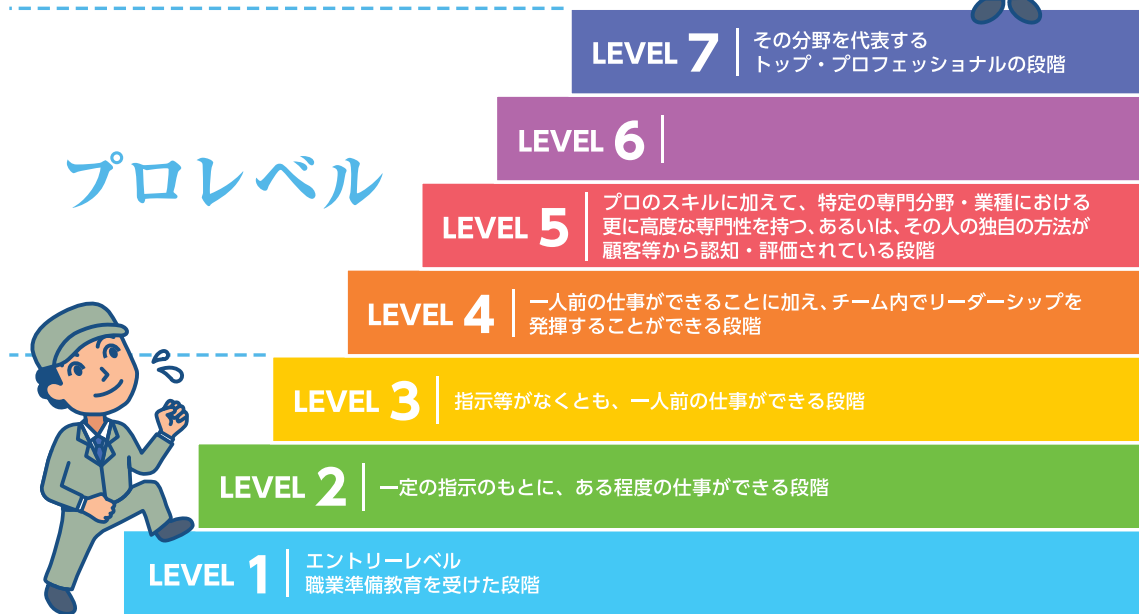 LEVEL 7
その分野を代表する
トップ・プロフェッショナルの段階
LEVEL 6
プロレベル
LEVEL 5
プロのスキルに加えて、特定の専門分野・業種における
更に高度な専門性を持つ、あるいは、その人の独自の方法が
顧客等から認知・評価されている段階
LEVEL 4
一人前の仕事ができることに加え、チーム内でリーダーシップを
発揮することができる段階
LEVEL 3
指示等がなくとも、一人前の仕事ができる段階
LEVEL 2
一定の指示のもとに、ある程度の仕事ができる段階
LEVEL 1
エントリーレベル
職業準備教育を受けた段階